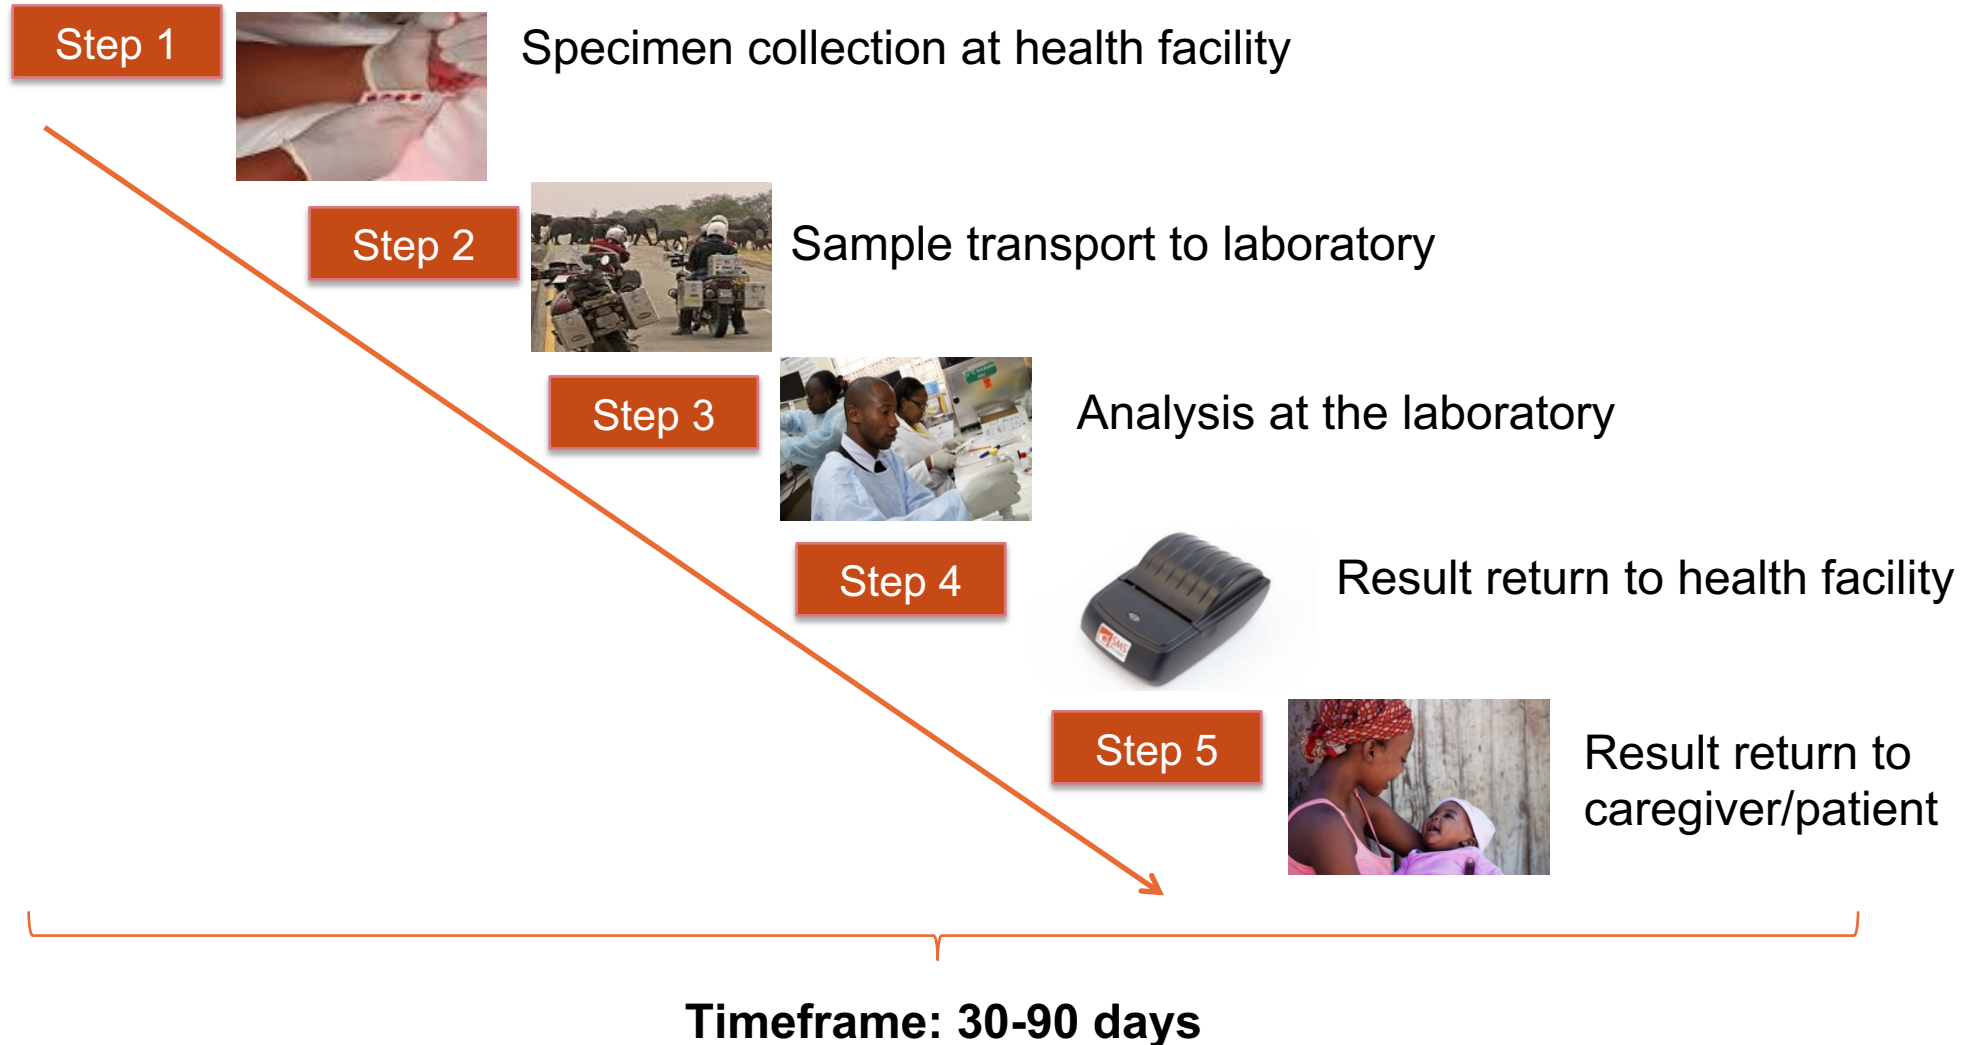 Step 1
Specimen collection at health facility
Step 2
Sample transport to laboratory
Step 3
Analysis at the laboratory
Step 4
Result return to health facility
SMS
Step 5
Result return to
caregiver/patient
Timeframe: 30-90 days